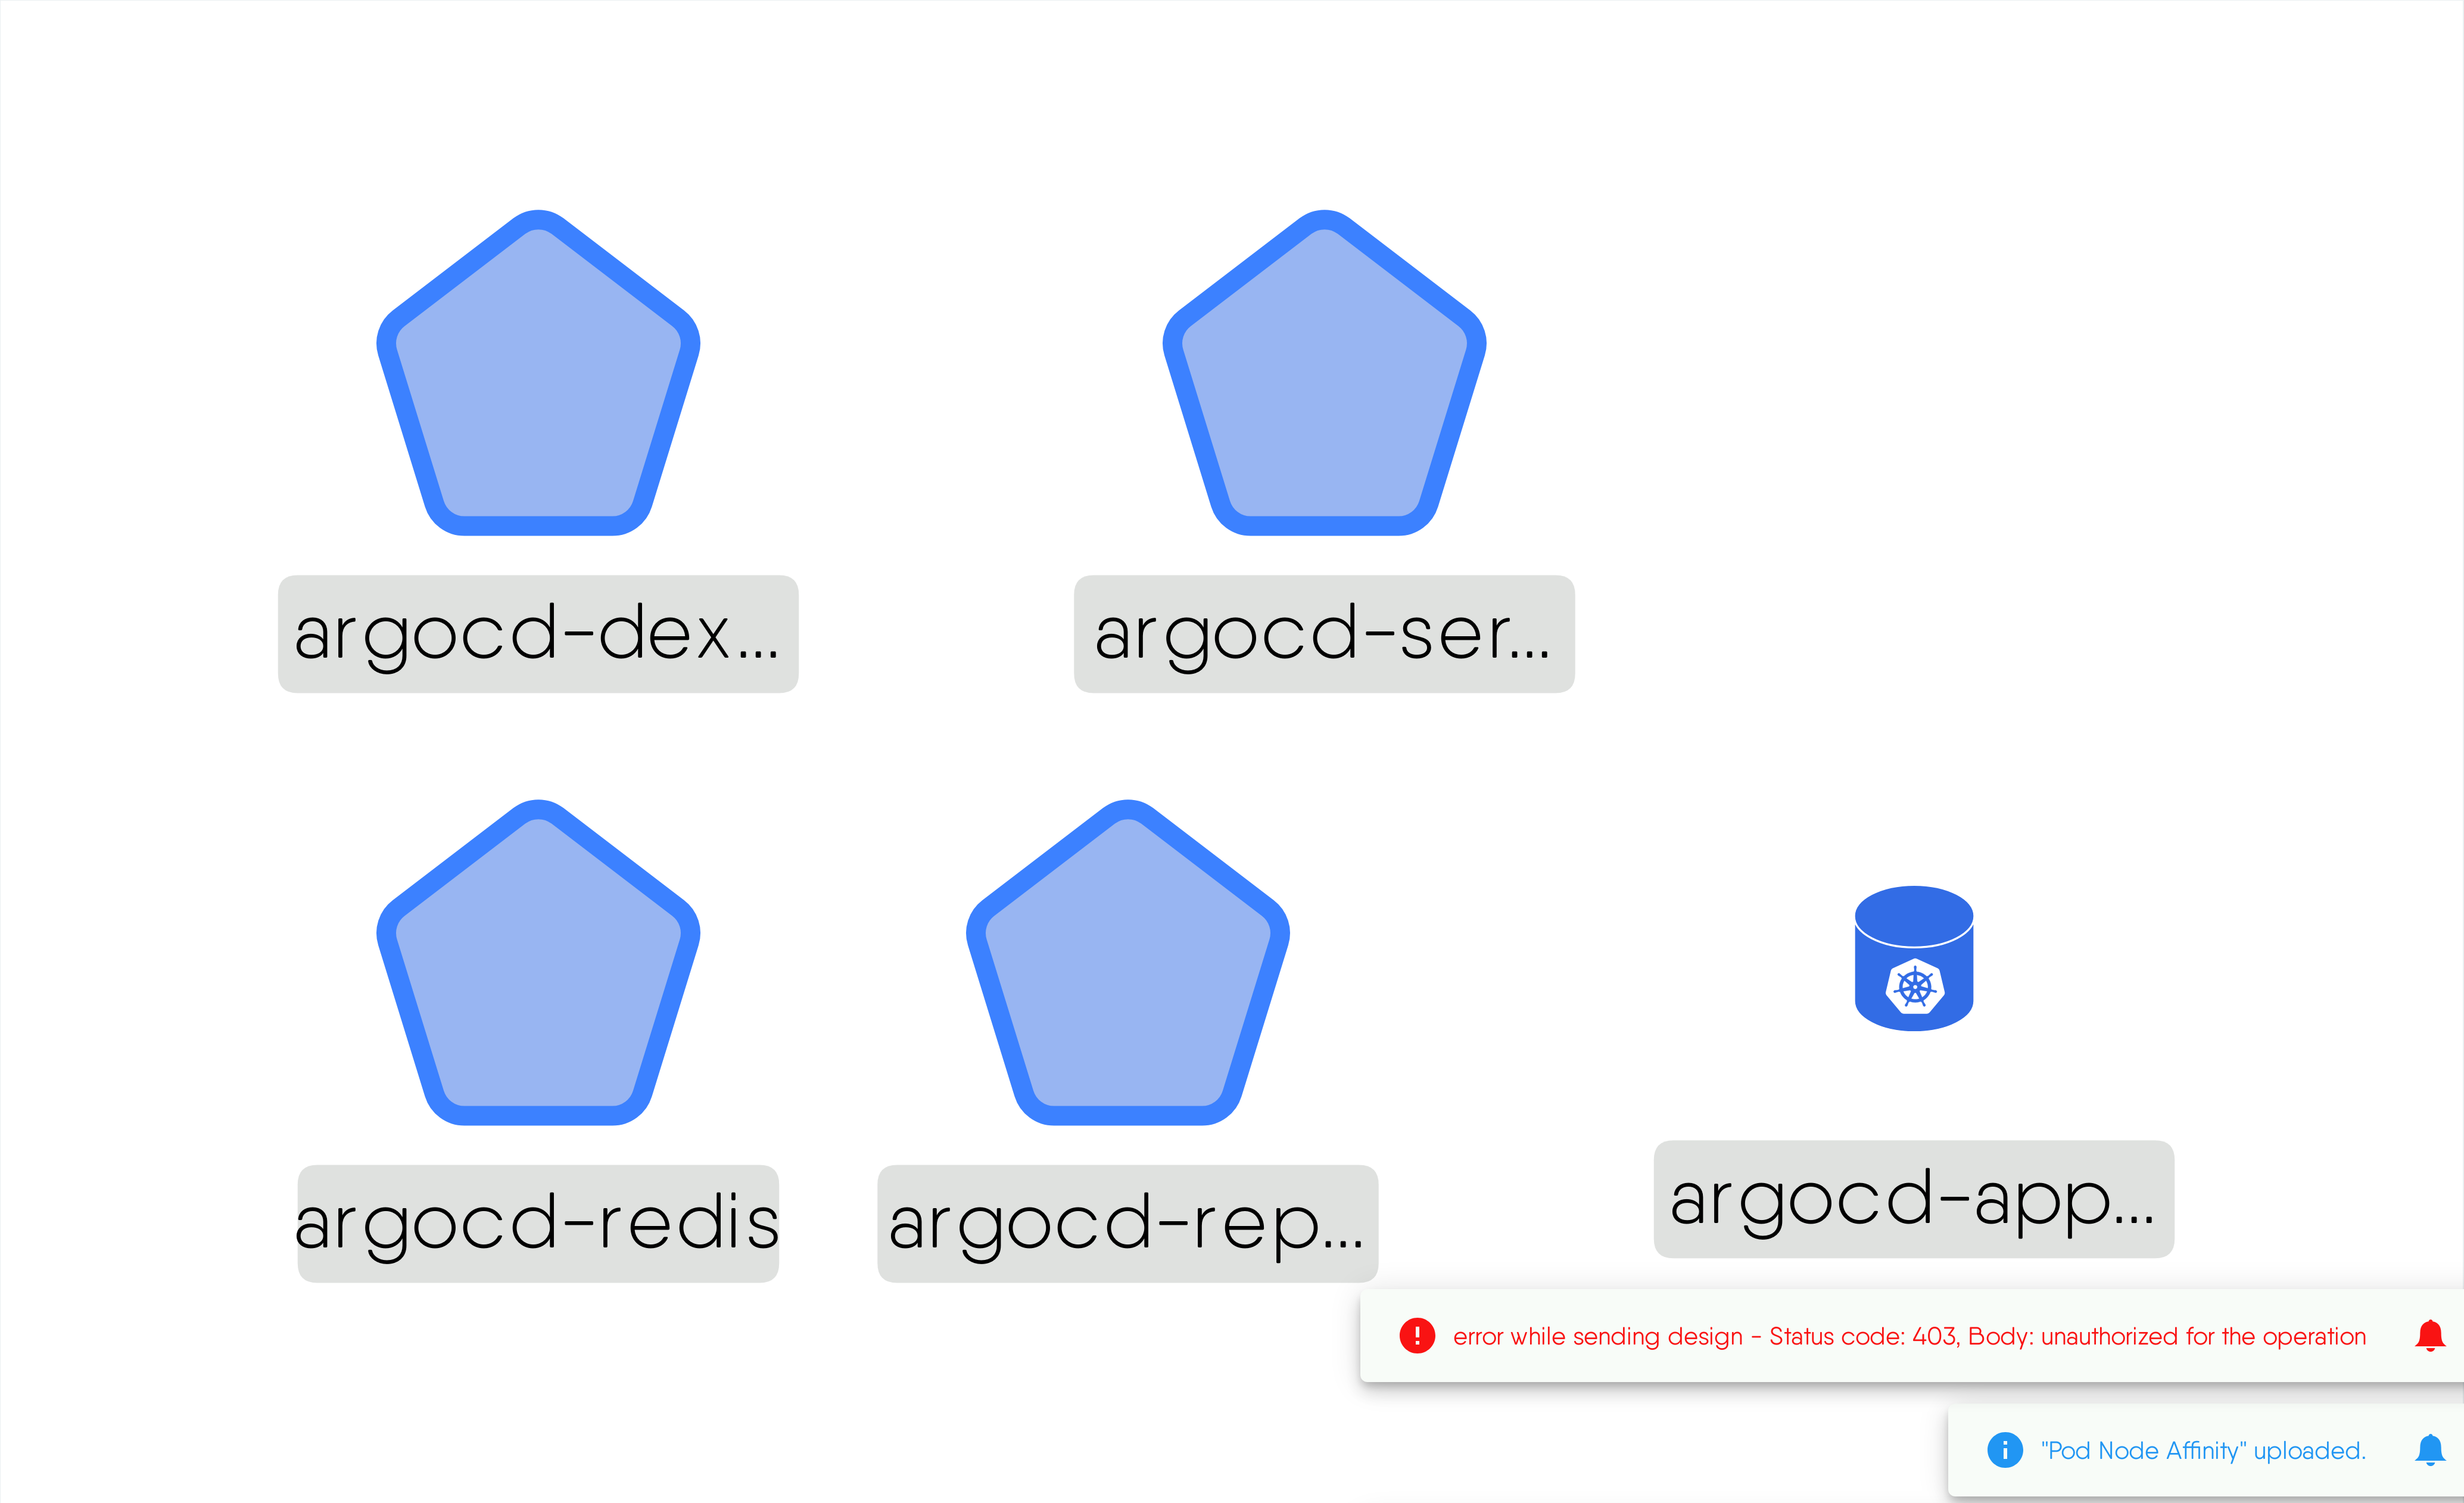 argocd-dex...
argocd-ser...
argocd-redis
argocd-rep...
argocd-app...
error while sending design - Status code: 403, Body: unauthorized for the operation
"Pod Node Affinity" uploaded.